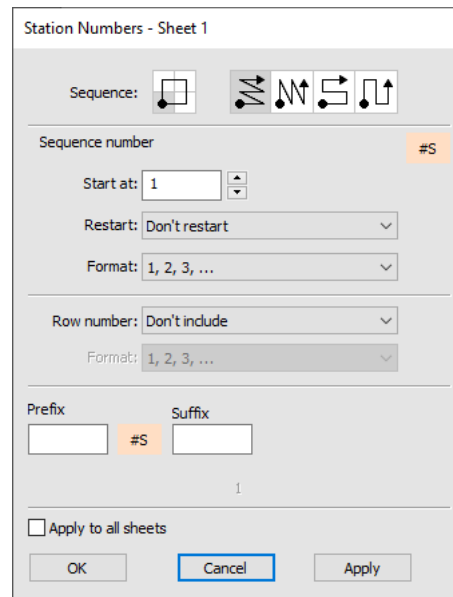 Station Numbers - Sheet 1
Sequence:
Sequence number
#S
Start at: 1
Restart: Don't restart
Format: 1, 2, 3, ...
Row number: Don't include
Format: 1, 2, 3, ...
Prefix Suffix
#S
1
Apply to all sheets
OK Cancel Apply